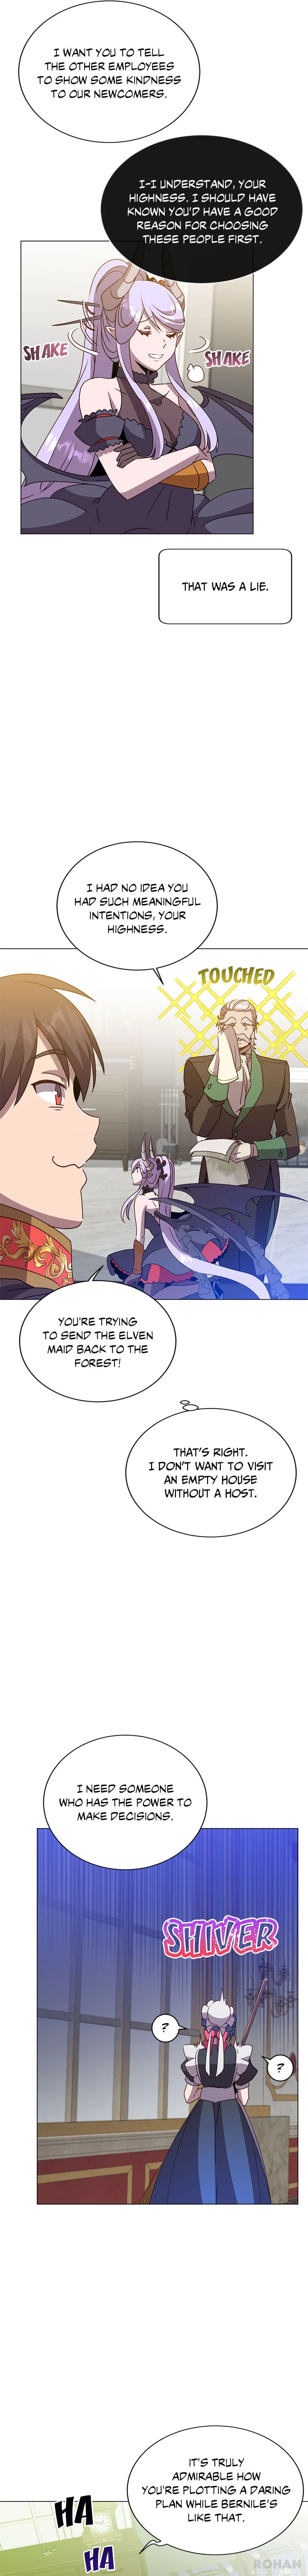 I WANT YOU TO TELL
THE OTHER EMPLOYEES
TO SHOW SOME KINDNESS
TO OUR NEWCOMERS.
I-I UNDERSTAND, YOUR
HIGHNESS. I SHOULD HAVE
KNOWN YOU'D HAVE A GOOD
REASON FOR CHOOSING
THESE PEOPLE FIRST.
SHAKE
SHAKE
THAT WAS A LIE.
I HAD NO IDEA YOU
HAD SUCH MEANINGFUL
INTENTIONS, YOUR
HIGHNESS.
TOUCHED
YOU'RE TRYING
TO SEND THE ELVEN
MAID BACK TO THE
FOREST!
THAT'S RIGHT.
I DON'T WANT TO VISIT
AN EMPTY HOUSE
WITHOUT A HOST.
I NEED SOMEONE
WHO HAS THE POWER TO
MAKE DECISIONS.
SHIVER
?
?
IT'S TRULY
ADMIRABLE HOW
YOU'RE PLOTTING A DARING
PLAN WHILE BERNILE'S
LIKE THAT.
HA
HA
ROHAN